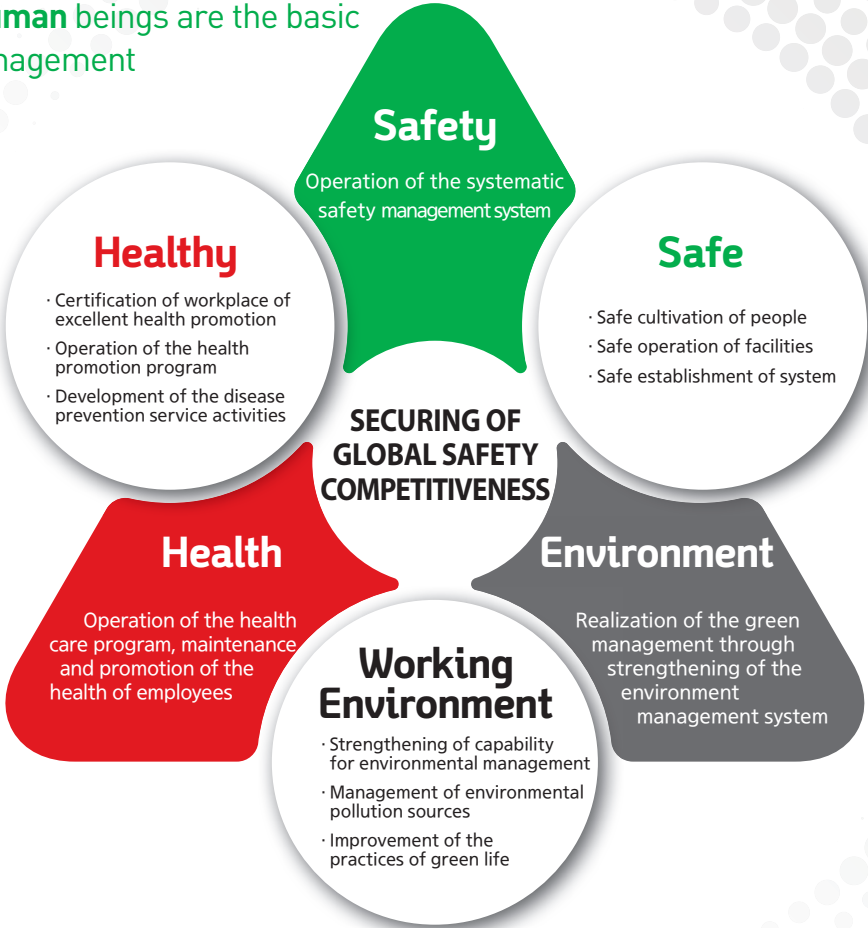 uman beings are the basic
nagement
Safety
Operation of the systematic
safety management system
Healthy
· Certification of workplace of
excellent health promotion
· Operation of the health
promotion program
· Development of the disease
prevention service activities
Safe
· Safe cultivation of people
· Safe operation of facilities
· Safe establishment of system
SECURING OF
GLOBAL SAFETY
COMPETITIVENESS
Health
Operation of the health
care program, maintenance
and promotion of the
health of employees
Environment
Realization of the green
management through
strengthening of the
environment
management system
Working
Environment
· Strengthening of capability
for environmental management
· Management of environmental
pollution sources
· Improvement of the
practices of green life